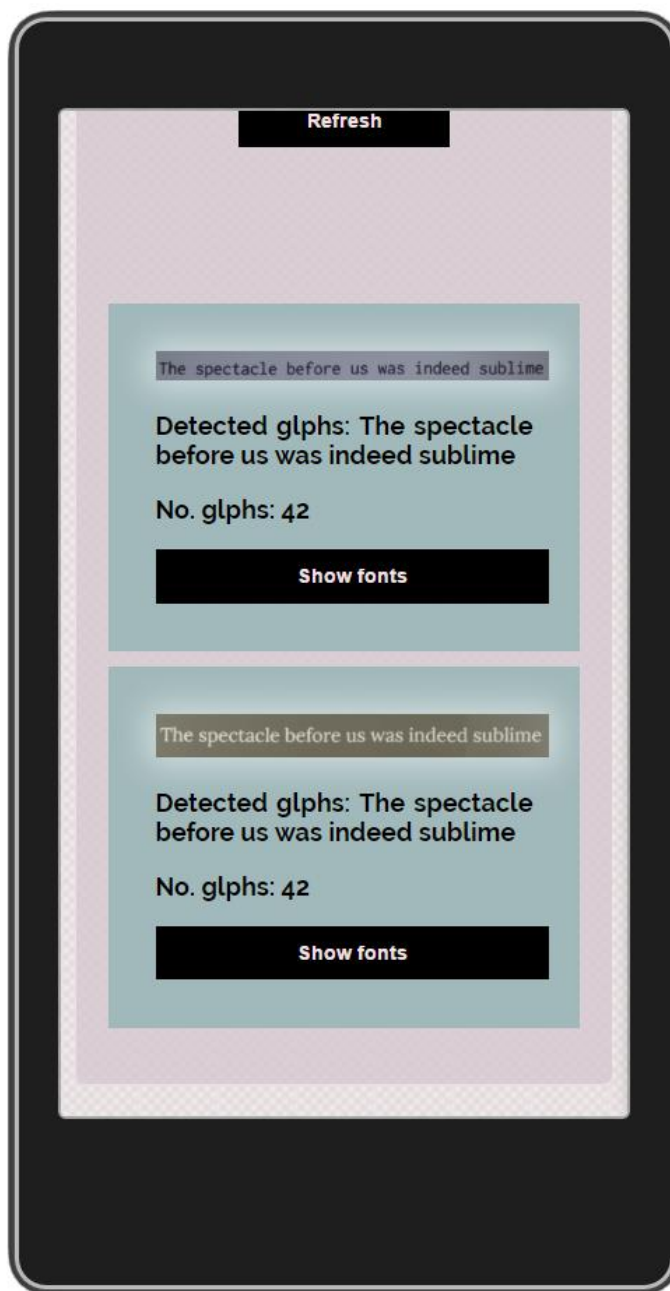 Refresh
The spectacle before us was indeed sublime
Detected glphs: The spectacle
before us was indeed sublime
No. glphs: 42
Show fonts
The spectacle before us was indeed sublime
Detected glphs: The spectacle
before us was indeed sublime
No. glphs: 42
Show fonts